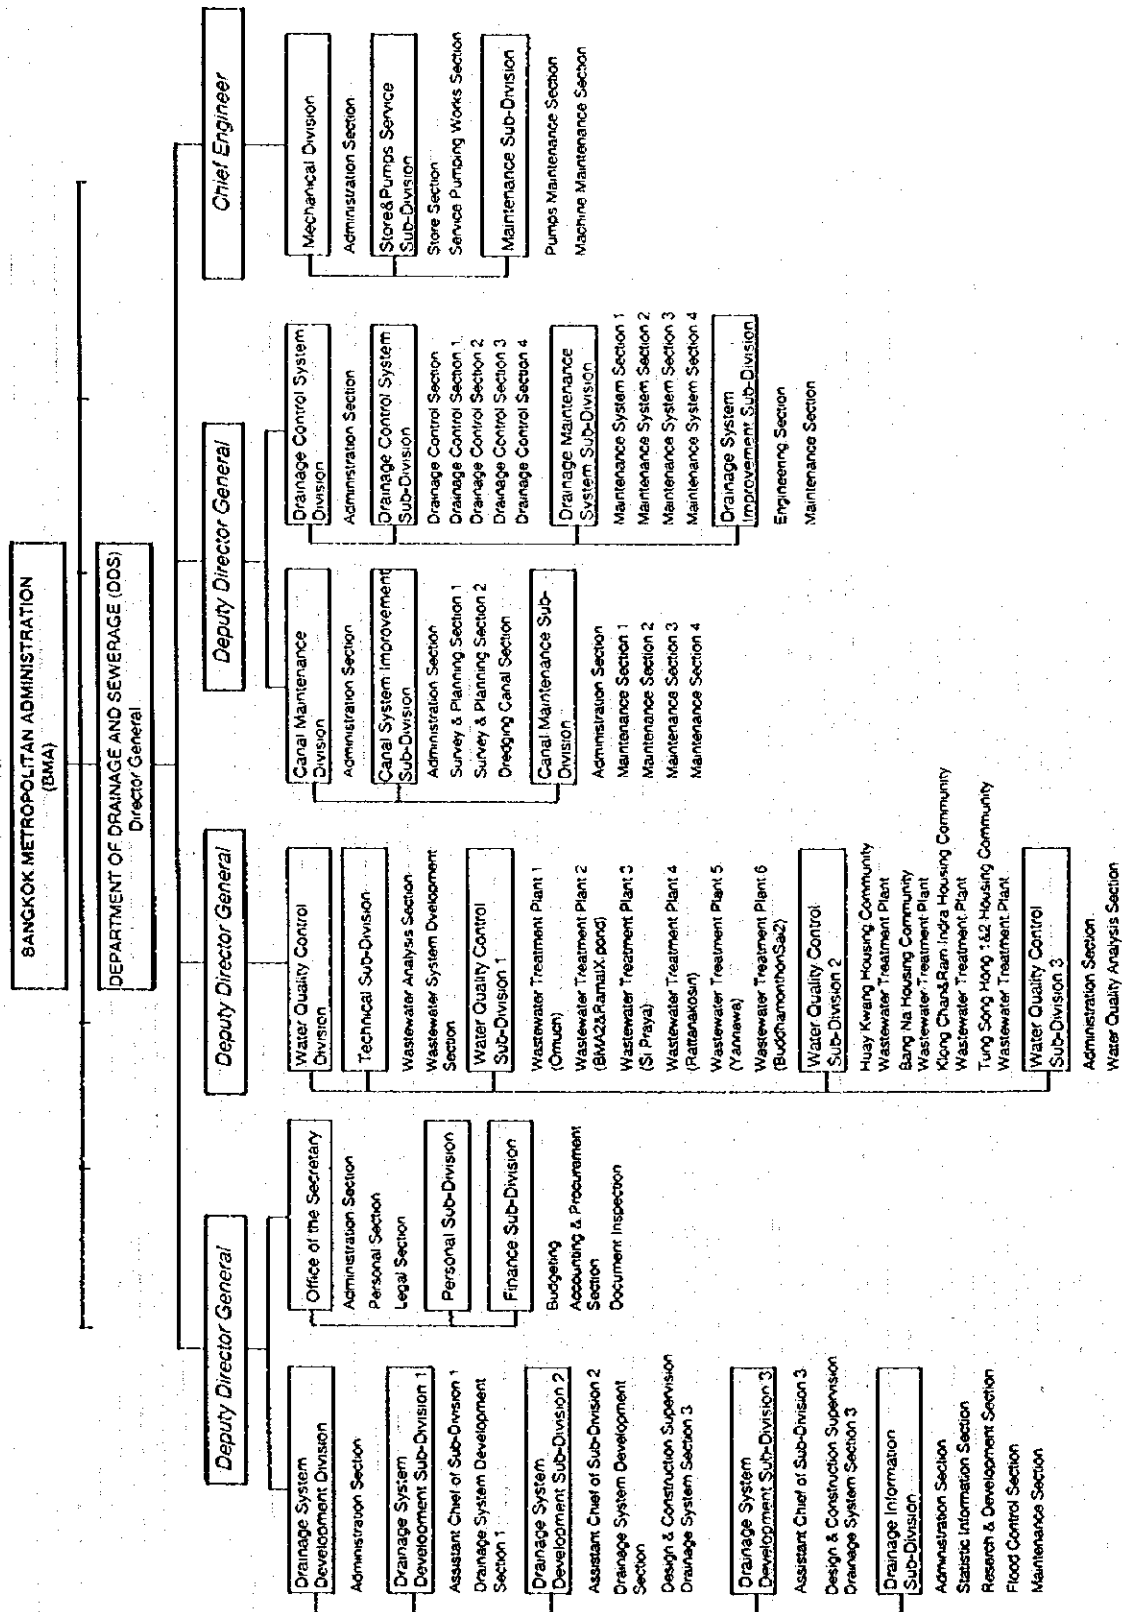 BANGKOK METROPOLITAN ADMINISTRATION
(BMA)
DEPARTMENT OF DRAINAGE AND SEWERAGE (DDS)
Director General
Deputy Director General
Drainage System
Development Division
Administration Section
Drainage System
Development Sub-Division 1
Assistant Chief of Sub-Division 1
Drainage System Development
Section 1
Drainage System
Development Sub-Division 2
Assistant Chief of Sub-Division 2
Drainage System Development
Section
Design & Construction Supervision
Drainage System Section 3
Drainage System
Development Sub-Division 3
Assistant Chief of Sub-Division 3
Design & Construction Supervision
Drainage System Section 3
Drainage Information
Sub-Division
Administration Section
Statistic Information Section
Research & Development Section
Flood Control Section
Maintenance Section
Office of the Secretary
Administration Section
Personal Section
Legal Section
Personal Sub-Division
Finance Sub-Division
Budgeting
Accounting & Procurament
Section
Document Inspection
Deputy Director General
Water Quality Control
Division
Technical Sub-Division
Wastewater Analysis Section
Wastewater System Dvelopment
Section
Water Quality Control
Sub-Division 1
Wastewater Treatment Plant 1
(Omuch)
Wastewater Treatment Plant 2
(BMA2&RamaIX pond)
Wastewater Treatment Plant 3
(Si Praya)
Wastewater Treatment Plant 4
(Rattanakosin)
Wastewater Treatment Plant 5
(Yannawa)
Wastewater Treatment Plant 6
(BuddhamonthonSai2)
Water Quality Control
Sub-Division 2
Huay Kwang Housing Community
Wastewater Treatment Plant
Bang Na Housing Community
Wastewater Treatment Plant
Klong Chan&Ram Indra Housing Community
Wastewater Treatment Plant
Tung Song Hong 1&2 Housing Community
Wastewater Treatment Plant
Water Quality Control
Sub-Division 3
Administration Section
Water Quality Analysis Section
Deputy Director General
Canal Maintenance
Division
Administration Section
Canal System Improvement
Sub-Division
Administration Section
Survey & Planning Section 1
Survey & Planning Section 2
Dredging Canal Section
Canal Maintenance Sub-
Division
Administration Section
Maintenance Section 1
Maintenance Section 2
Maintenance Section 3
Maintenance Section 4
Drainage Control System
Division
Administration Section
Drainage Control System
Sub-Division
Drainage Control Section
Drainage Control Section 1
Drainage Control Section 2
Drainage Control Section 3
Drainage Control Section 4
Drainage Maintenance
System Sub-Division
Maintenance System Section 1
Maintenance System Section 2
Maintenance System Section 3
Maintenance System Section 4
Drainage System
Improvement Sub-Division
Engineering Section
Maintenance Section
Chief Engineer
Mechanical Division
Administration Section
Store&Pumps Service
Sub-Division
Store Section
Service Pumping Works Section
Maintenance Sub-Division
Pumps Maintenance Section
Machine Maintenance Section